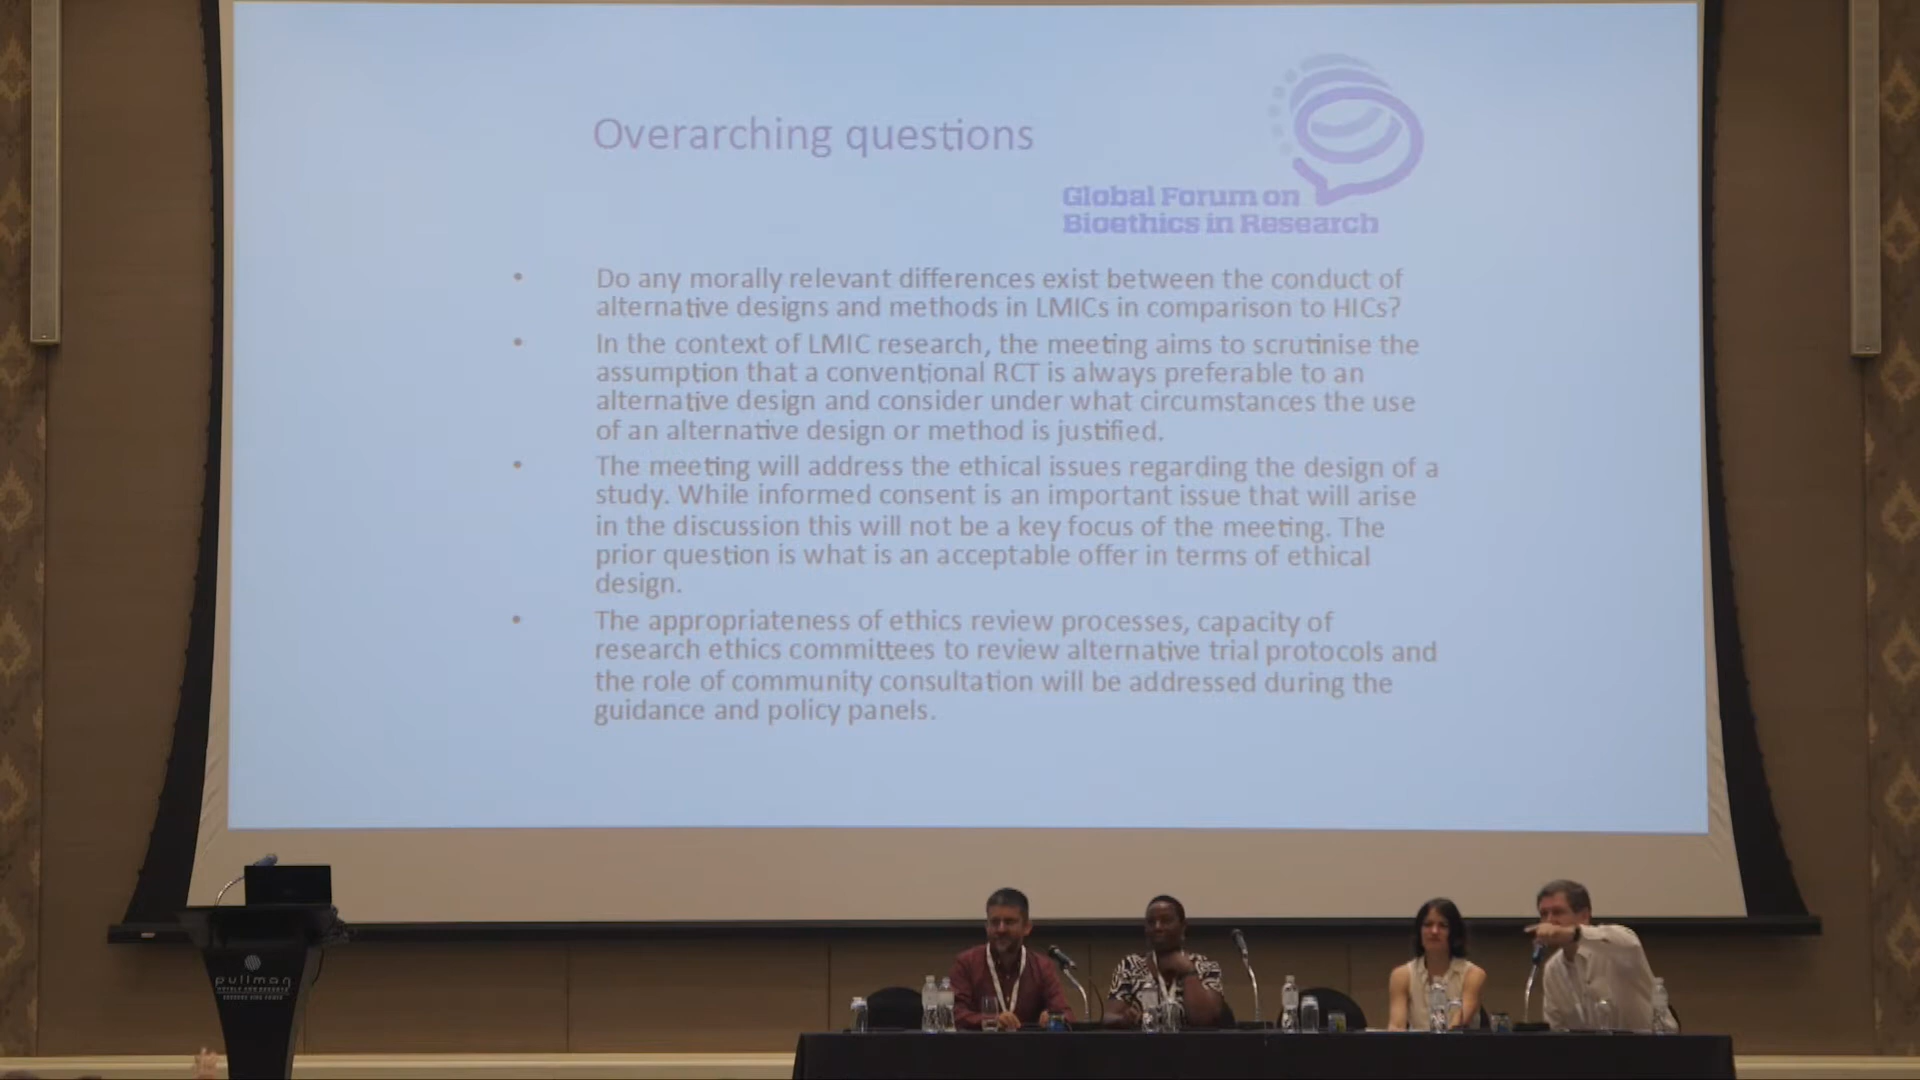 Overarching questions
Global Forum on
Bioethics in Research
• Do any morally relevant differences exist between the conduct of
alternative designs and methods in LMICs in comparison to HICs?
• In the context of LMIC research, the meeting aims to scrutinise the
assumption that a conventional RCT is always preferable to an
alternative design and consider under what circumstances the use
of an alternative design or method is justified.
• The meeting will address the ethical issues regarding the design of a
study. While informed consent is an important issue that will arise
in the discussion this will not be a key focus of the meeting. The
prior question is what is an acceptable offer in terms of ethical
design.
• The appropriateness of ethics review processes, capacity of
research ethics committees to review alternative trial protocols and
the role of community consultation will be addressed during the
guidance and policy panels.
pullman